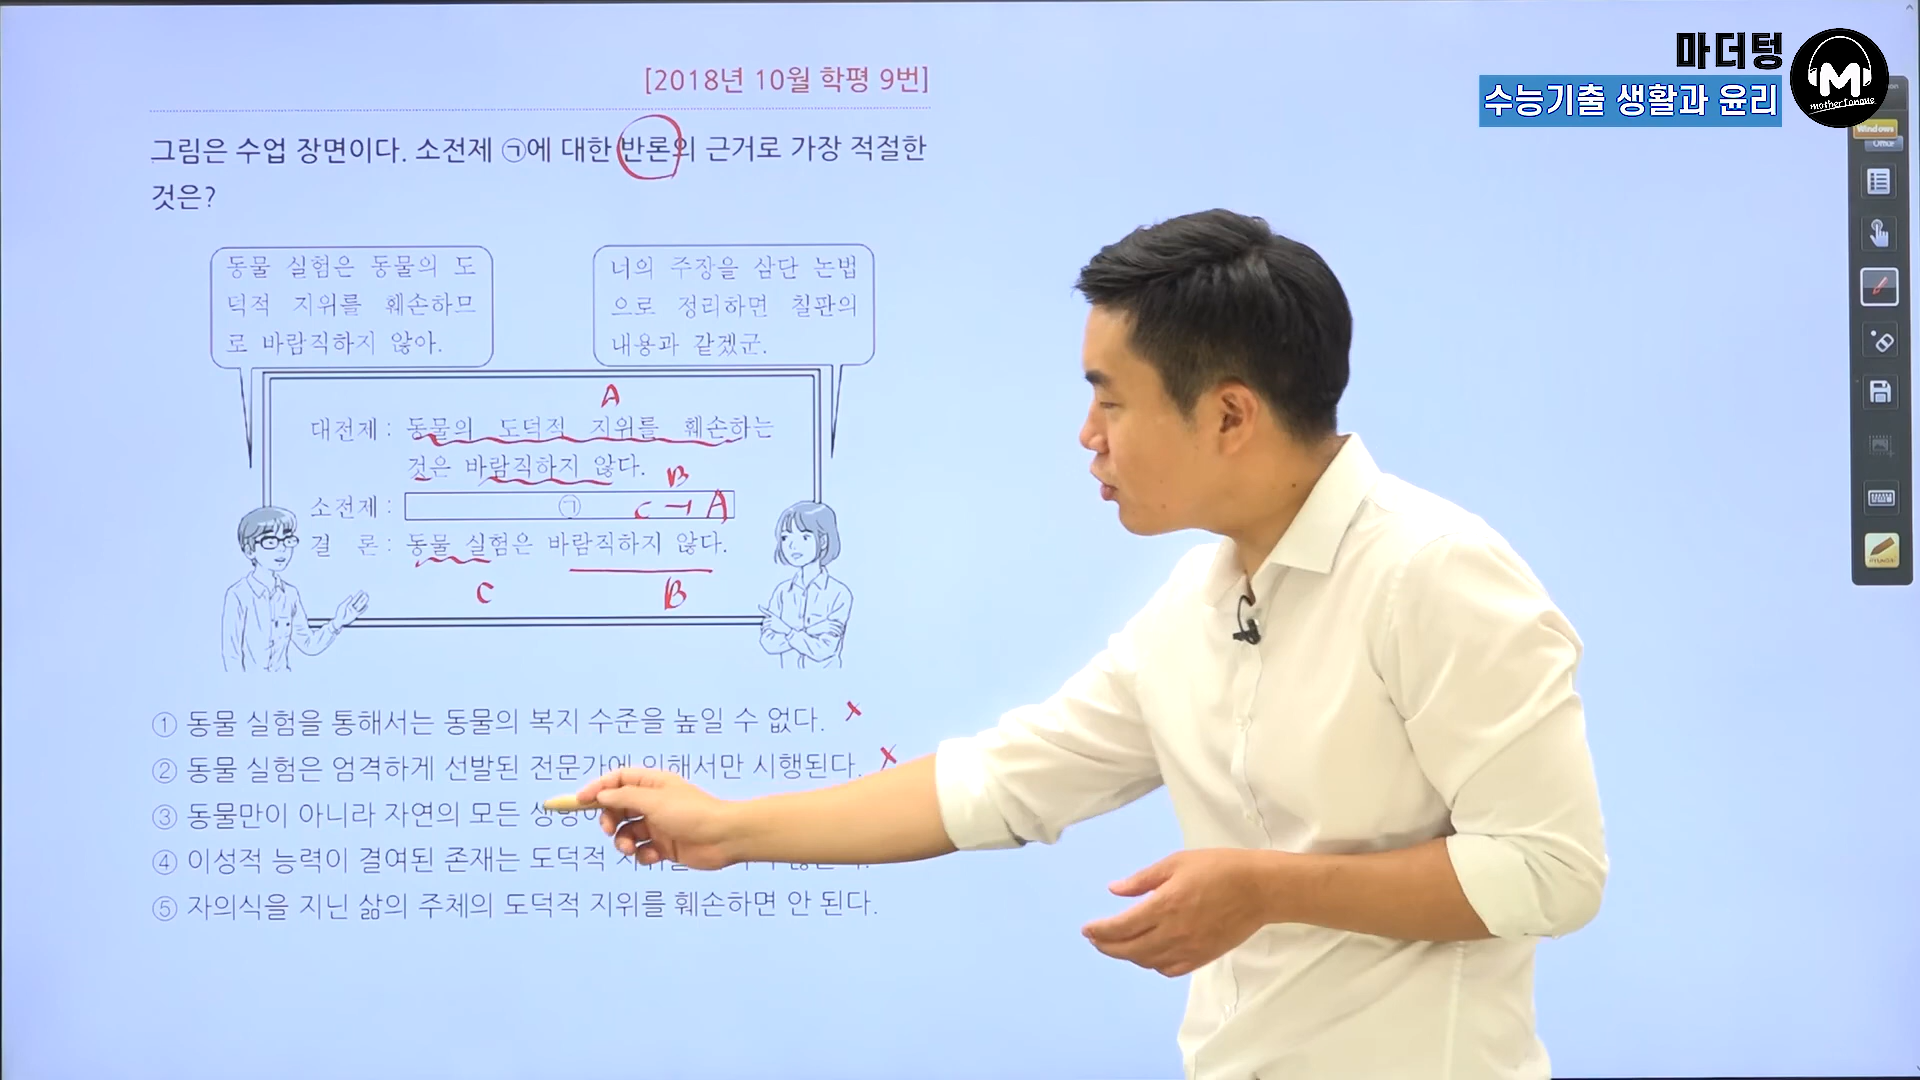 마더텅
수능기출 생활과 윤리
mothertongue
[2018년 10월 학평 9번]
그림은 수업 장면이다. 소전제 ㉠에 대한 반론의 근거로 가장 적절한
것은?
동물 실험은 동물의 도
덕적 지위를 훼손하므
로 바람직하지 않아.
너의 주장을 삼단 논법
으로 정리하면 칠판의
내용과 같겠군.
A
대전제 : 동물의 도덕적 지위를 훼손하는
것은 바람직하지 않다.
B
소전제 : ㉠ C → A
결 론 : 동물 실험은 바람직하지 않다.
C B
① 동물 실험을 통해서는 동물의 복지 수준을 높일 수 없다. X
② 동물 실험은 엄격하게 선발된 전문가에 의해서만 시행된다. X
③ 동물만이 아니라 자연의 모든
④ 이성적 능력이 결여된 존재는 도덕적
⑤ 자의식을 지닌 삶의 주체의 도덕적 지위를 훼손하면 안 된다.
Windows
Office